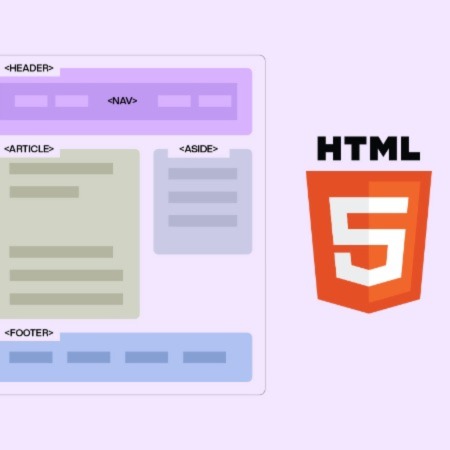 <HEADER>
<NAV>
<ARTICLE>
<ASIDE>
HTML
5
<FOOTER>